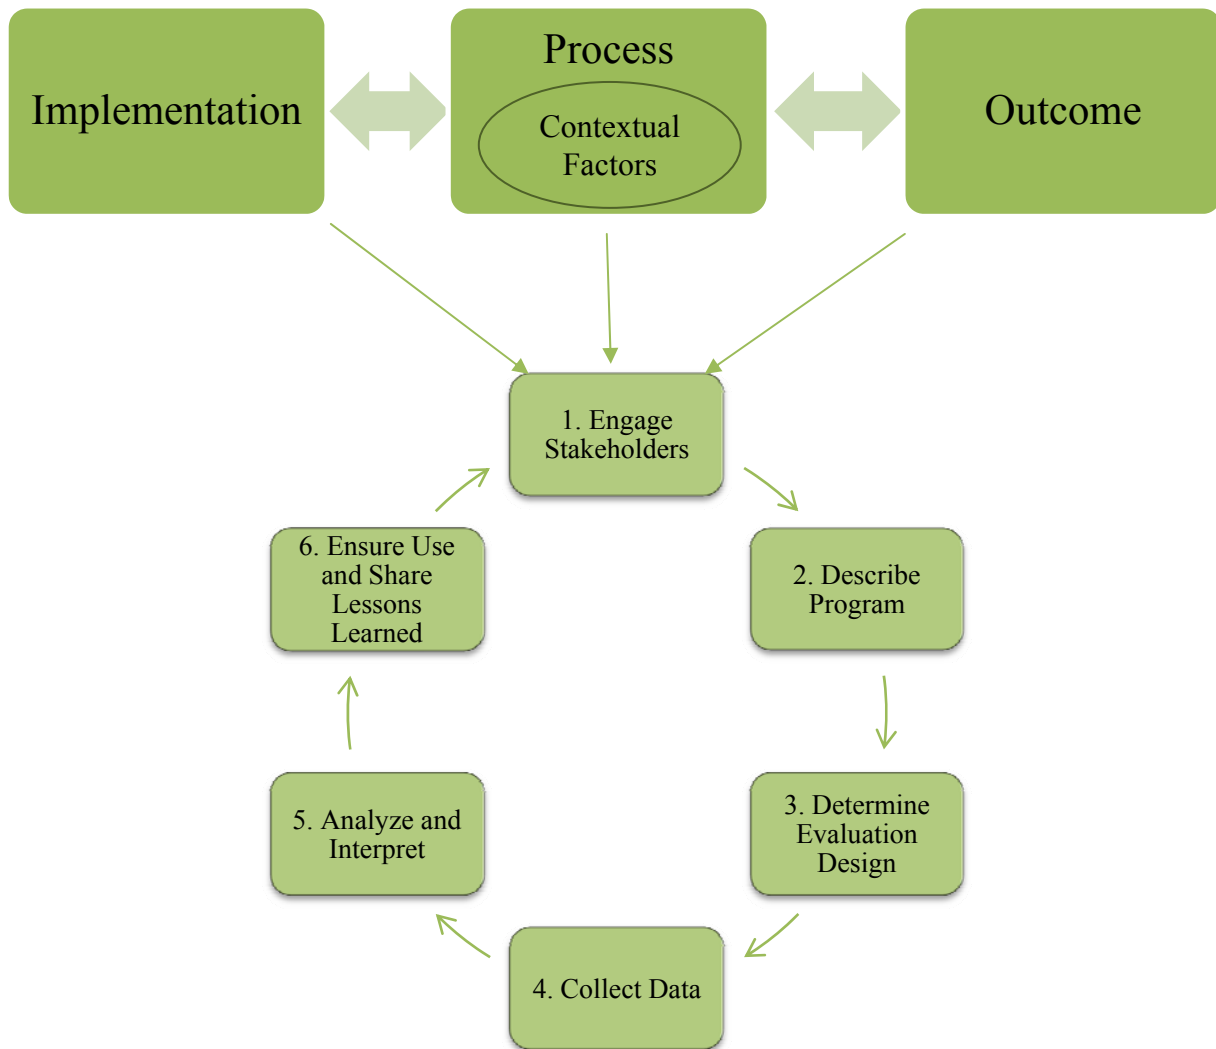 Implementation
Process
Contextual
Factors
Outcome
1. Engage
Stakeholders
2. Describe
Program
3. Determine
Evaluation
Design
4. Collect Data
5. Analyze and
Interpret
6. Ensure Use
and Share
Lessons
Learned